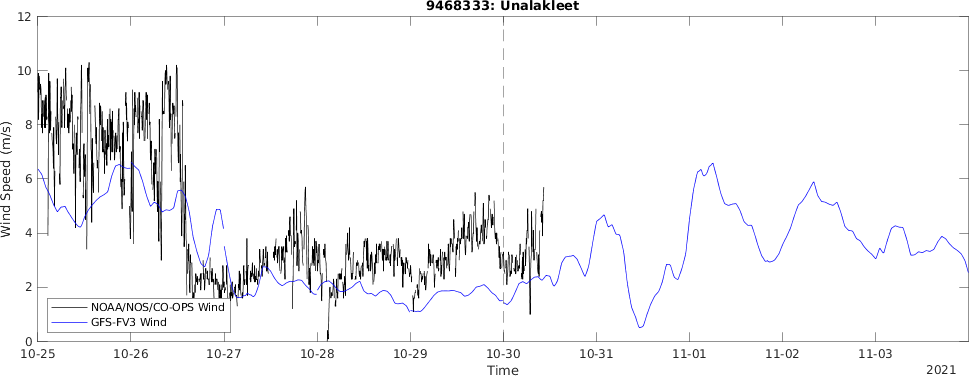 9468333: Unalakleet
12
10
8
6
4
2
0
Wind Speed (m/s)
NOAA/NOS/CO-OPS Wind
GFS-FV3 Wind
10-25 10-26 10-27 10-28 10-29 10-30 10-31 11-01 11-02 11-03
Time
2021